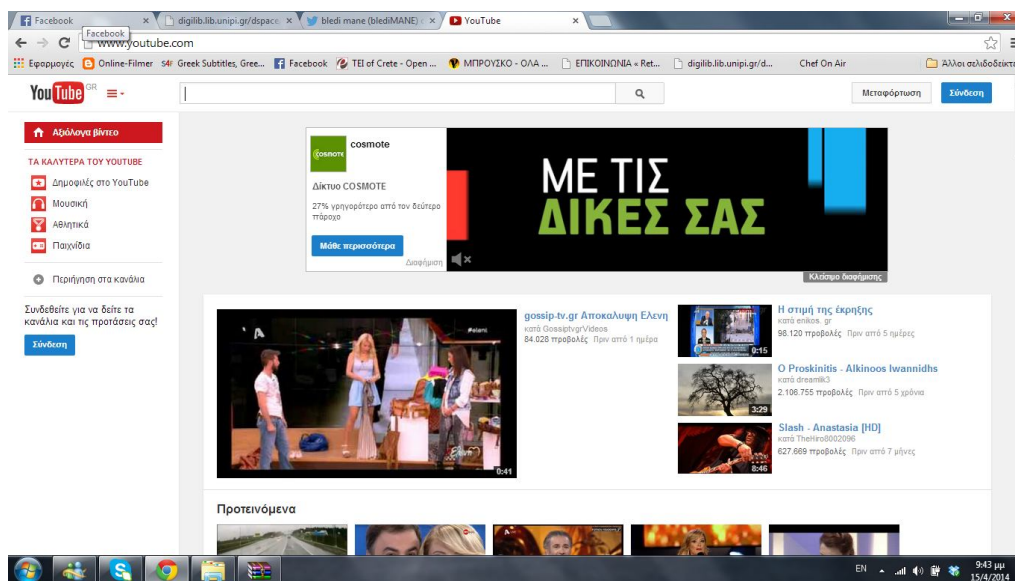 Facebook
digilib.lib.unipi.gr/dspace
bledi mane (blediMANE)
YouTube
Facebook
www.youtube.com
Εφαρμογές
Online-Filmer
S4F Greek Subtitles, Gree...
Facebook
TEI of Crete - Open ...
ΜΠΡΟΥΣΚΟ - ΟΛΑ ...
ΕΠΙΚΟΙΝΩΝΙΑ « Ret...
digilib.lib.unipi.gr/d...
Chef On Air
Άλλοι σελιδοδείκτε
YouTube GR
Μεταφόρτωση
Σύνδεση
Αξιόλογα βίντεο
ΤΑ ΚΑΛΥΤΕΡΑ ΤΟΥ YOUTUBE
Δημοφιλές στο YouTube
Μουσική
Αθλητικά
Παιχνίδια
Περιήγηση στα κανάλια
Συνδεθείτε για να δείτε τα
κανάλια και τις προτάσεις σας!
Σύνδεση
cosmote
cosmote
Δίκτυο COSMOTE
27% γρηγορότερο από τον δεύτερο
πάροχο
Μάθε περισσότερα
Διαφήμιση
ΜΕ ΤΙΣ
ΔΙΚΕΣ ΣΑΣ
Κλείσιμο διαφήμισης
0:41
gossip-tv.gr Αποκαλυψη Ελενη
κατά GossiptvgrVideos
84.028 προβολές Πριν από 1 ημέρα
0:15
Η στιμή της έκρηξης
κατά enikos. gr
98.120 προβολές Πριν από 5 ημέρες
3:29
O Proskinitis - Alkinoos Iwannidhs
κατά dreamlik3
2.106.755 προβολές Πριν από 5 χρόνια
8:46
Slash - Anastasia [HD]
κατά TheHiro8002096
627.669 προβολές Πριν από 7 μήνες
Προτεινόμενα
EN
9:43 μμ
15/4/2014